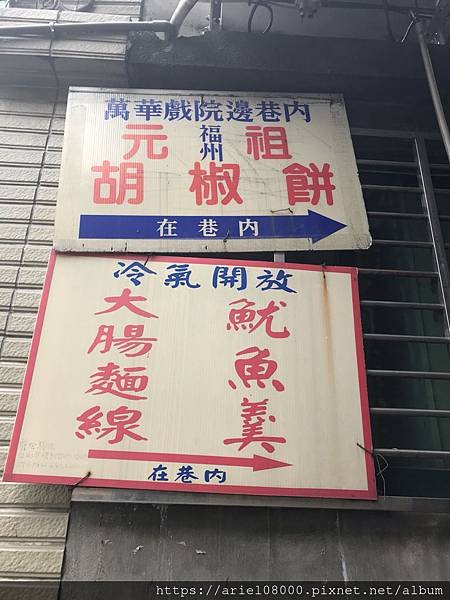 萬華戲院邊巷內
元福州祖
胡椒餅
在巷內
冷氣開放
魷魚羹
大腸麵線
在巷內
https://ariel08000.pixnet.net/album